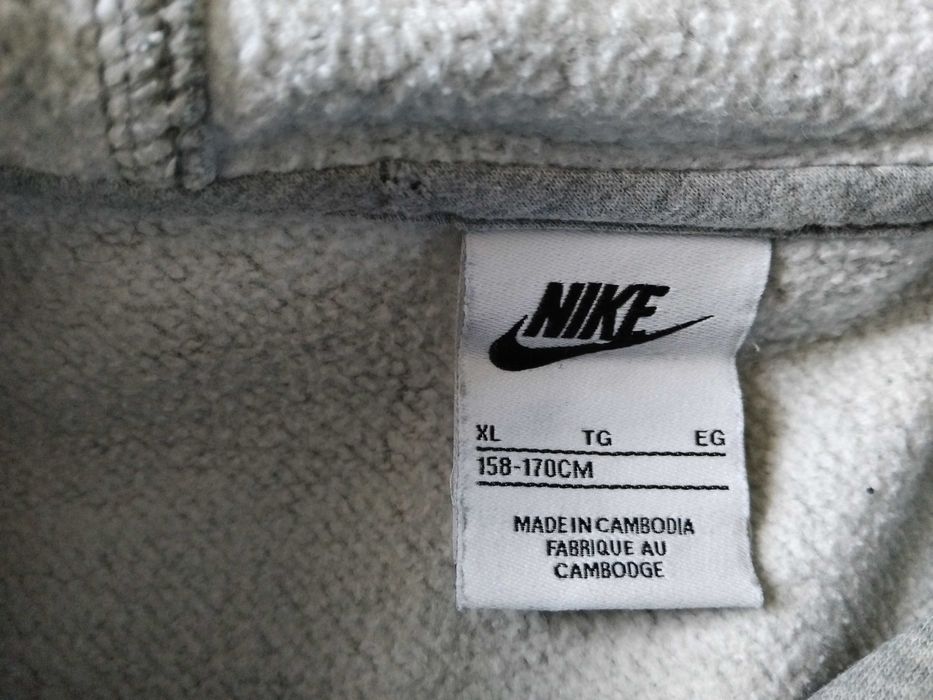 NIKE
XL TG EG
158-170CM
MADE IN CAMBODIA
FABRIQUE AU
CAMBODGE